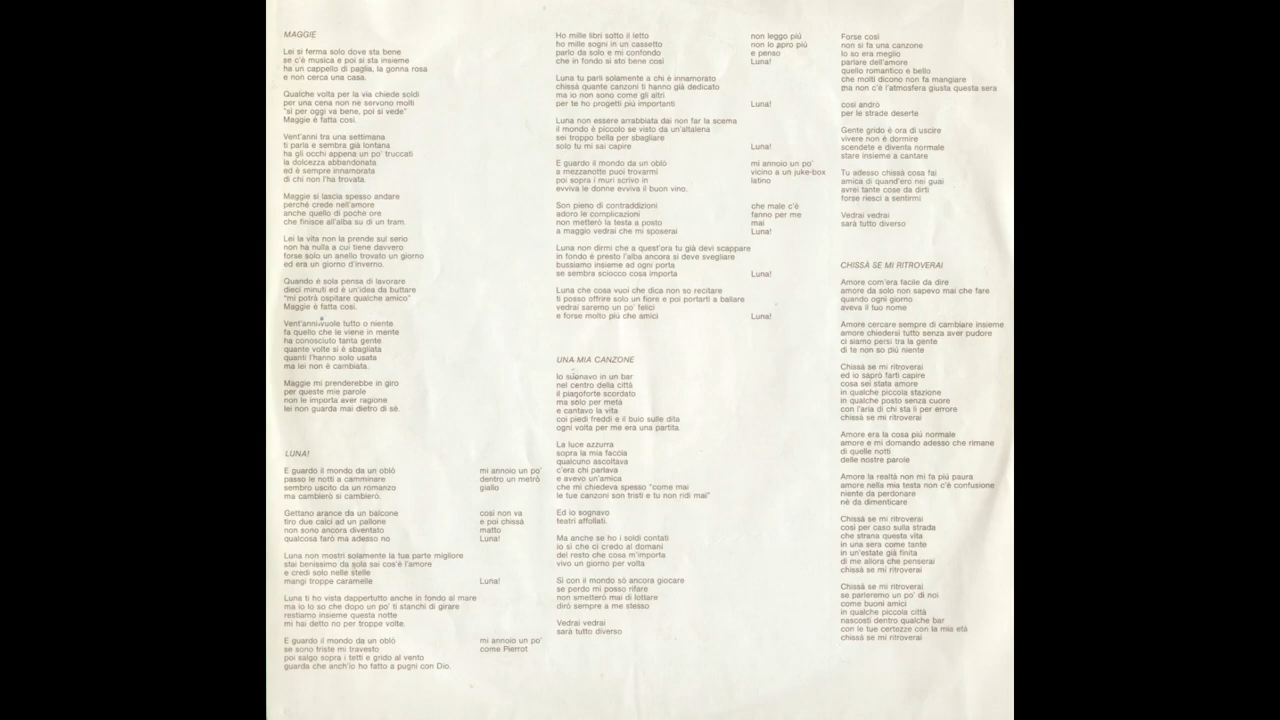 MAGGIE
Lei si ferma solo dove sta bene
se c'è musica e poi si sta insieme
ha un cappello di paglia, la gonna rosa
e non cerca una casa.
Qualche volta per la via chiede soldi
per una cena non ne servono molti
"sì per oggi va bene, poi si vede"
Maggie è fatta così.
Vent'anni tra una settimana
ti parla e sembra già lontana
ha gli occhi appena un po' truccati
la dolcezza abbandonata
ed è sempre innamorata
di chi non l'ha trovata.
Maggie si lascia spesso andare
perché crede nell'amore
anche quello di poche ore
che finisce all'alba su di un tram.
Lei la vita non la prende sul serio
non ha nulla a cui tiene davvero
forse solo un anello trovato un giorno
ed era un giorno d'inverno.
Quando è sola pensa di lavorare
dieci minuti ed è un'idea da buttare
"mi potrà ospitare qualche amico"
Maggie è fatta così.
Vent'anni vuole tutto o niente
fa quello che le viene in mente
ha conosciuto tanta gente
quante volte si è sbagliata
quanti l'hanno solo usata
ma lei non è cambiata.
Maggie mi prenderebbe in giro
per queste mie parole
non le importa aver ragione
lei non guarda mai dietro di sé.
LUNA!
E guardo il mondo da un oblò mi annoio un po'
passo le notti a camminare dentro un metrò
sembro uscito da un romanzo giallo
ma cambierò sì cambierò.
Gettano arance da un balcone così non va
tiro due calci ad un pallone e poi chissà
non sono ancora diventato matto
qualcosa farò ma adesso no Luna!
Luna non mostri solamente la tua parte migliore
stai benissimo da sola sai cos'è l'amore
e credi solo nelle stelle
mangi troppe caramelle Luna!
Luna ti ho vista dappertutto anche in fondo al mare
ma io lo so che dopo un po' ti stanchi di girare
restiamo insieme questa notte
mi hai detto no per troppe volte.
E guardo il mondo da un oblò mi annoio un po'
se sono triste mi travesto come Pierrot
poi salgo sopra i tetti e grido al vento
guarda che anch'io ho fatto a pugni con Dio.
Ho mille libri sotto il letto non leggo più
ho mille sogni in un cassetto non lo apro più
parlo da solo e mi confondo e penso
che in fondo sì sto bene così Luna!
Luna tu parli solamente a chi è innamorato
chissà quante canzoni ti hanno già dedicato
ma io non sono come gli altri
per te ho progetti più importanti Luna!
Luna non essere arrabbiata dai non far la scema
il mondo è piccolo se visto da un'altalena
sei troppo bella per sbagliare
solo tu mi sai capire Luna!
E guardo il mondo da un oblò mi annoio un po'
a mezzanotte puoi trovarmi vicino a un juke-box
poi sopra i muri scrivo in latino
evviva le donne evviva il buon vino.
Son pieno di contraddizioni che male c'è
adoro le complicazioni fanno per me
non metterò la testa a posto mai
a maggio vedrai che mi sposerai Luna!
Luna non dirmi che a quest'ora tu già devi scappare
in fondo è presto l'alba ancora si deve svegliare
bussiamo insieme ad ogni porta
se sembra sciocco cosa importa Luna!
Luna che cosa vuoi che dica non so recitare
ti posso offrire solo un fiore e poi portarti a ballare
vedrai saremo un po' felici
e forse molto più che amici Luna!
UNA MIA CANZONE
Io suonavo in un bar
nel centro della città
il pianoforte scordato
ma solo per metà
e cantavo la vita
coi piedi freddi e il buio sulle dita
ogni volta per me era una partita.
La luce azzurra
sopra la mia faccia
qualcuno ascoltava
c'era chi parlava
e avevo un'amica
che mi chiedeva spesso "come mai
le tue canzoni son tristi e tu non ridi mai"
Ed io sognavo
teatri affollati.
Ma anche se ho i soldi contati
io sì che ci credo al domani
del resto che cosa m'importa
vivo un giorno per volta
Sì con il mondo sò ancora giocare
se perdo mi posso rifare
non smetterò mai di lottare
dirò sempre a me stesso
Vedrai vedrai
sarà tutto diverso
Forse così
non si fa una canzone
lo so era meglio
parlare dell'amore
quello romantico e bello
che molti dicono non fa mangiare
ma non c'è l'atmosfera giusta questa sera
così andrò
per le strade deserte
Gente grido è ora di uscire
vivere non è dormire
scendete e diventa normale
stare insieme a cantare
Tu adesso chissà cosa fai
amica di quand'ero nei guai
avrei tante cose da dirti
forse riesci a sentirmi
Vedrai vedrai
sarà tutto diverso
CHISSÀ SE MI RITROVERAI
Amore com'era facile da dire
amore da solo non sapevo mai che fare
quando ogni giorno
aveva il tuo nome
Amore cercare sempre di cambiare insieme
amore chiedersi tutto senza aver pudore
ci siamo persi tra la gente
di te non so più niente
Chissà se mi ritroverai
ed io saprò farti capire
cosa sei stata amore
in qualche piccola stazione
in qualche posto senza cuore
con l'aria di chi sta lì per errore
chissà se mi ritroverai
Amore era la cosa più normale
amore e mi domando adesso che rimane
di quelle notti
delle nostre parole
Amore la realtà non mi fa più paura
amore nella mia testa non c'è confusione
niente da perdonare
né da dimenticare
Chissà se mi ritroverai
così per caso sulla strada
che strana questa vita
in una sera come tante
in un'estate già finita
di me allora che penserai
chissà se mi ritroverai
Chissà se mi ritroverai
se parleremo un po' di noi
come buoni amici
in qualche piccola città
nascosti dentro qualche bar
con le tue certezze con la mia età
chissà se mi ritroverai